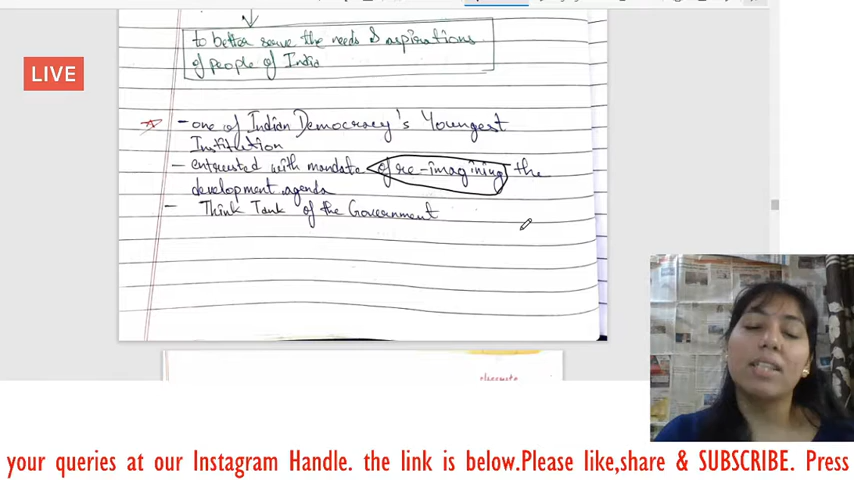 to better serve the needs & aspirations
of people of India
LIVE
- one of Indian Democracy's Youngest
Institution
- entrusted with mandate of re-imagining the
development agenda
- Think Tank of the Government
classmate
your queries at our Instagram Handle. the link is below.Please like,share & SUBSCRIBE. Press